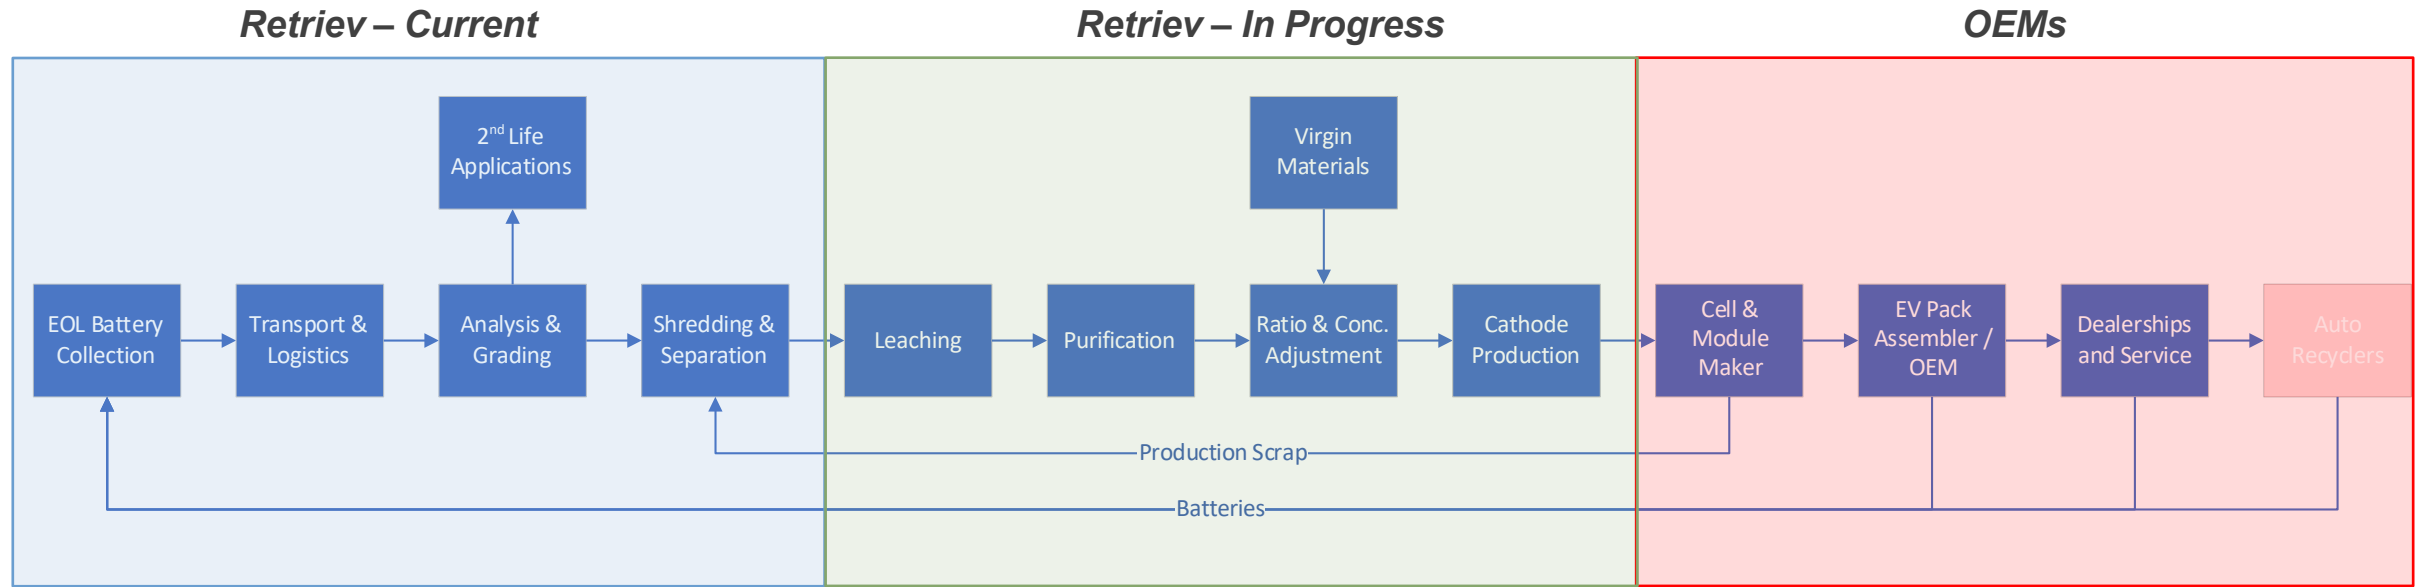 Retriev – Current
Retriev – In Progress
OEMs
2nd Life
Applications
Virgin
Materials
EOL Battery
Collection
Transport &
Logistics
Analysis &
Grading
Shredding &
Separation
Leaching
Purification
Ratio & Conc.
Adjustment
Cathode
Production
Cell &
Module
Maker
EV Pack
Assembler /
OEM
Dealerships
and Service
Auto
Recyclers
Production Scrap
Batteries